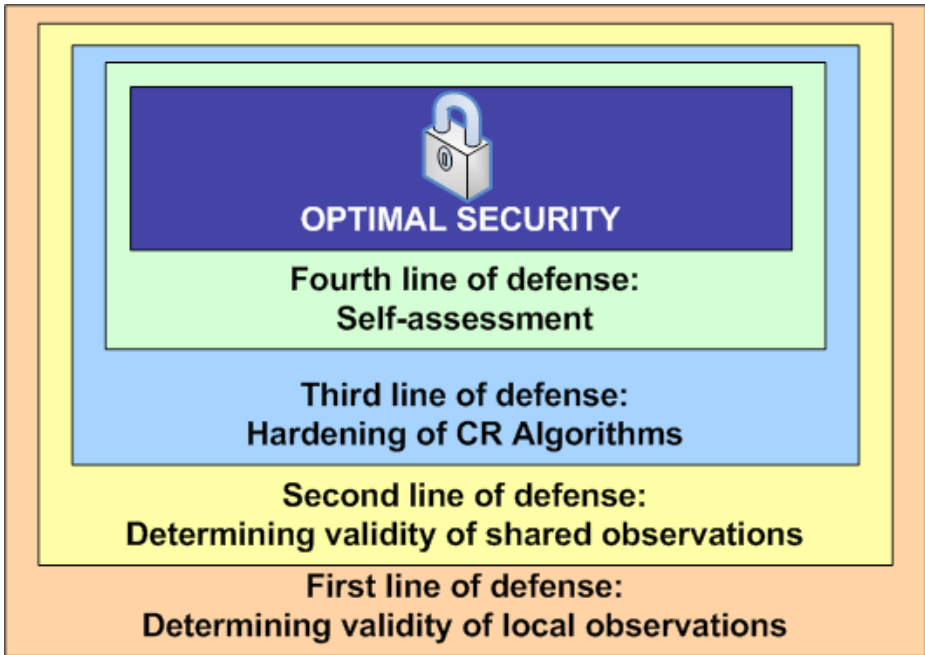 OPTIMAL SECURITY
Fourth line of defense:
Self-assessment
Third line of defense:
Hardening of CR Algorithms
Second line of defense:
Determining validity of shared observations
First line of defense:
Determining validity of local observations